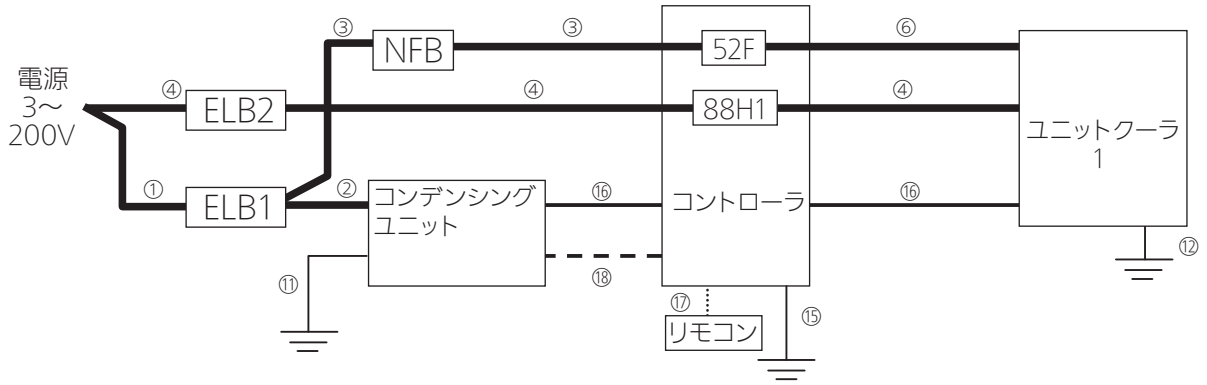 ③
③
⑥
NFB
52F
電源
3～
200V
④
ELB2
④
88H1
④
ユニットクーラ
1
①
ELB1
②
コンデンシング
ユニット
⑯
コントローラ
⑯
⑪
⑱
⑫
⑰
リモコン
⑮